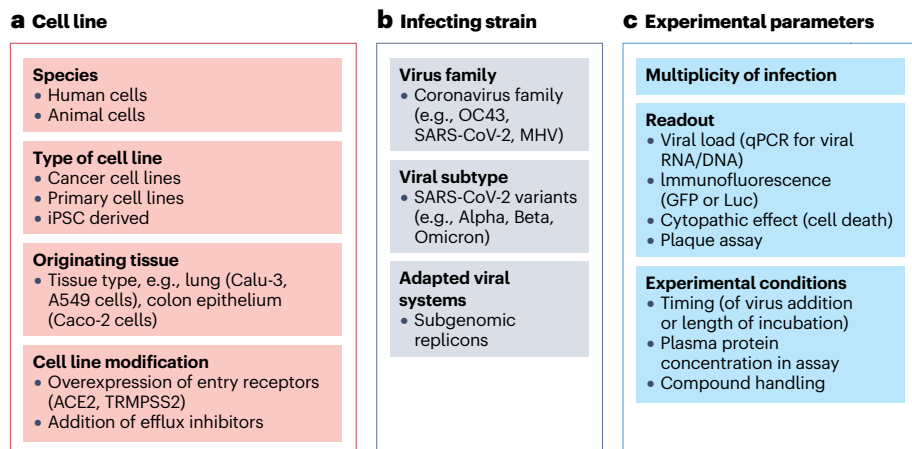 a Cell line
Species
• Human cells
• Animal cells
Type of cell line
• Cancer cell lines
• Primary cell lines
• iPSC derived
Originating tissue
• Tissue type, e.g., lung (Calu-3,
A549 cells), colon epithelium
(Caco-2 cells)
Cell line modification
• Overexpression of entry receptors
(ACE2, TRMPSS2)
• Addition of efflux inhibitors
b Infecting strain
Virus family
• Coronavirus family
(e.g., OC43,
SARS-CoV-2, MHV)
Viral subtype
• SARS-CoV-2 variants
(e.g., Alpha, Beta,
Omicron)
Adapted viral
systems
• Subgenomic
replicons
c Experimental parameters
Multiplicity of infection
Readout
• Viral load (qPCR for viral
RNA/DNA)
• Immunofluorescence
(GFP or Luc)
• Cytopathic effect (cell death)
• Plaque assay
Experimental conditions
• Timing (of virus addition
or length of incubation)
• Plasma protein
concentration in assay
• Compound handling